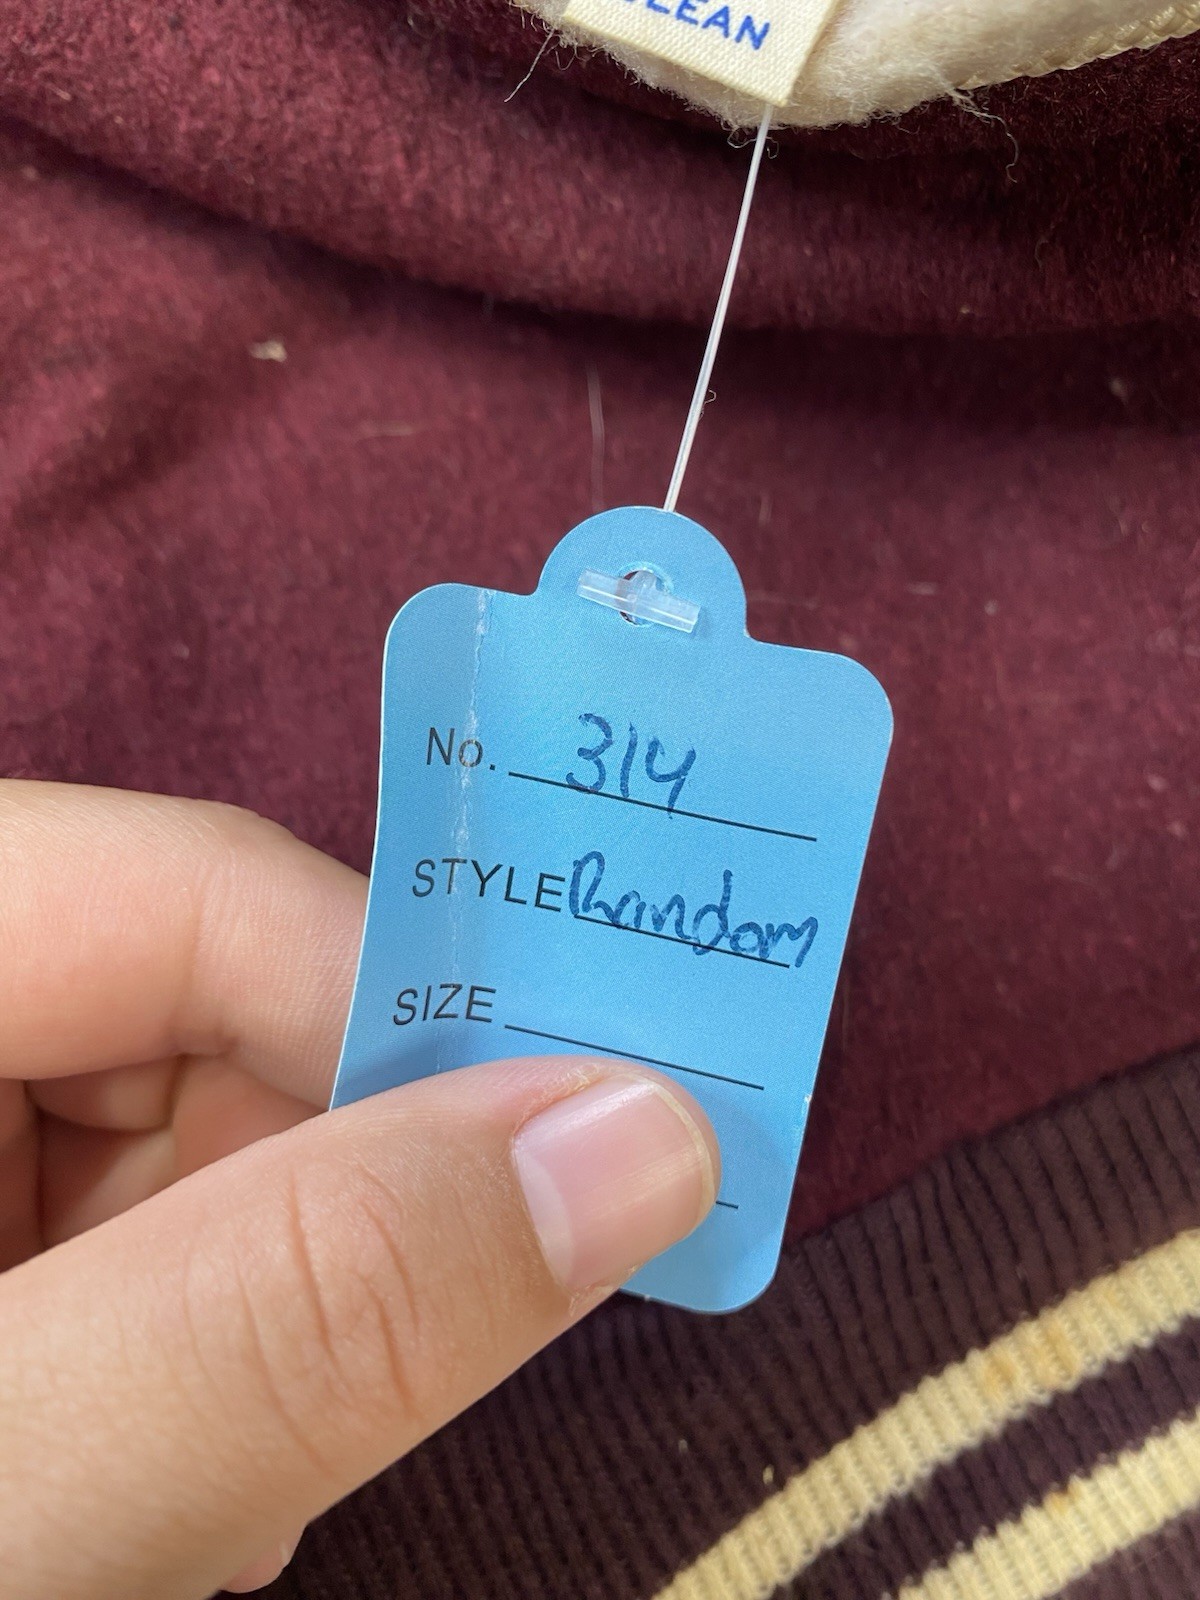 CLEAN
No. 314
STYLE Random
SIZE